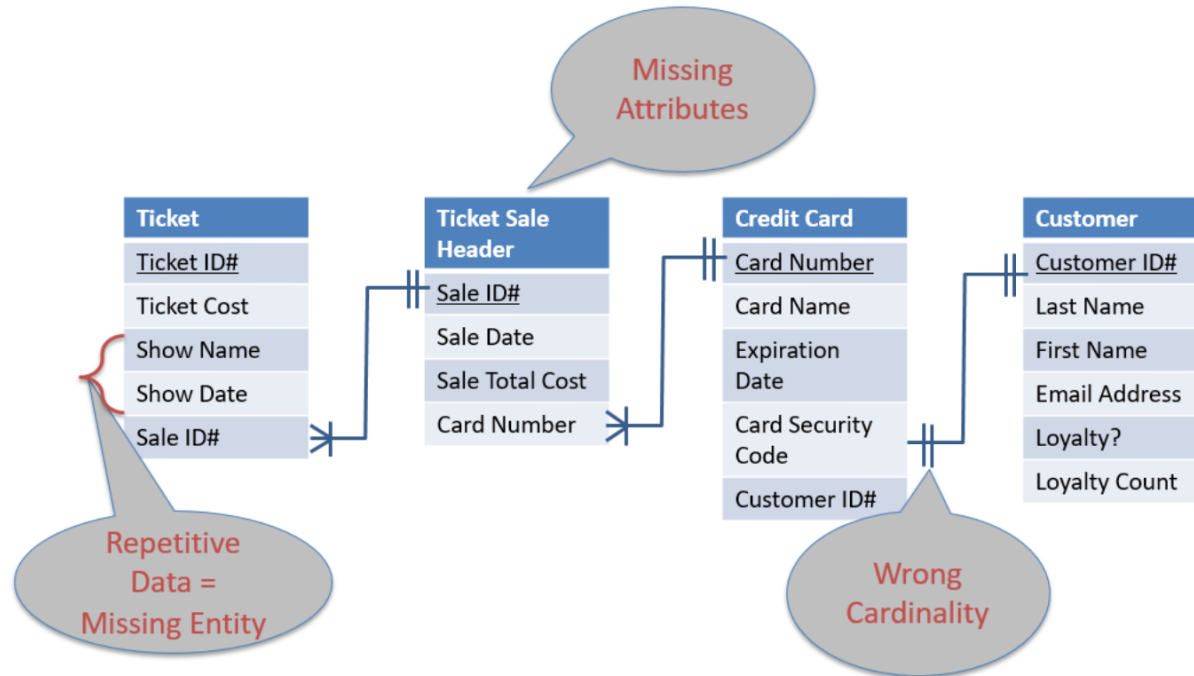 Missing
Attributes
Ticket
Ticket ID#
Ticket Cost
Show Name
Show Date
Sale ID#
Ticket Sale
Header
Sale ID#
Sale Date
Sale Total Cost
Card Number
Credit Card
Card Number
Card Name
Expiration
Date
Card Security
Code
Customer ID#
Customer
Customer ID#
Last Name
First Name
Email Address
Loyalty?
Loyalty Count
Repetitive
Data =
Missing Entity
Wrong
Cardinality